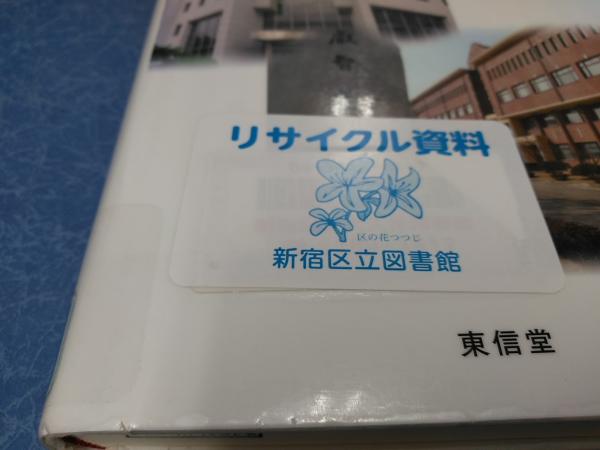 リサイクル資料
区の花つつじ
新宿区立図書館
東信堂